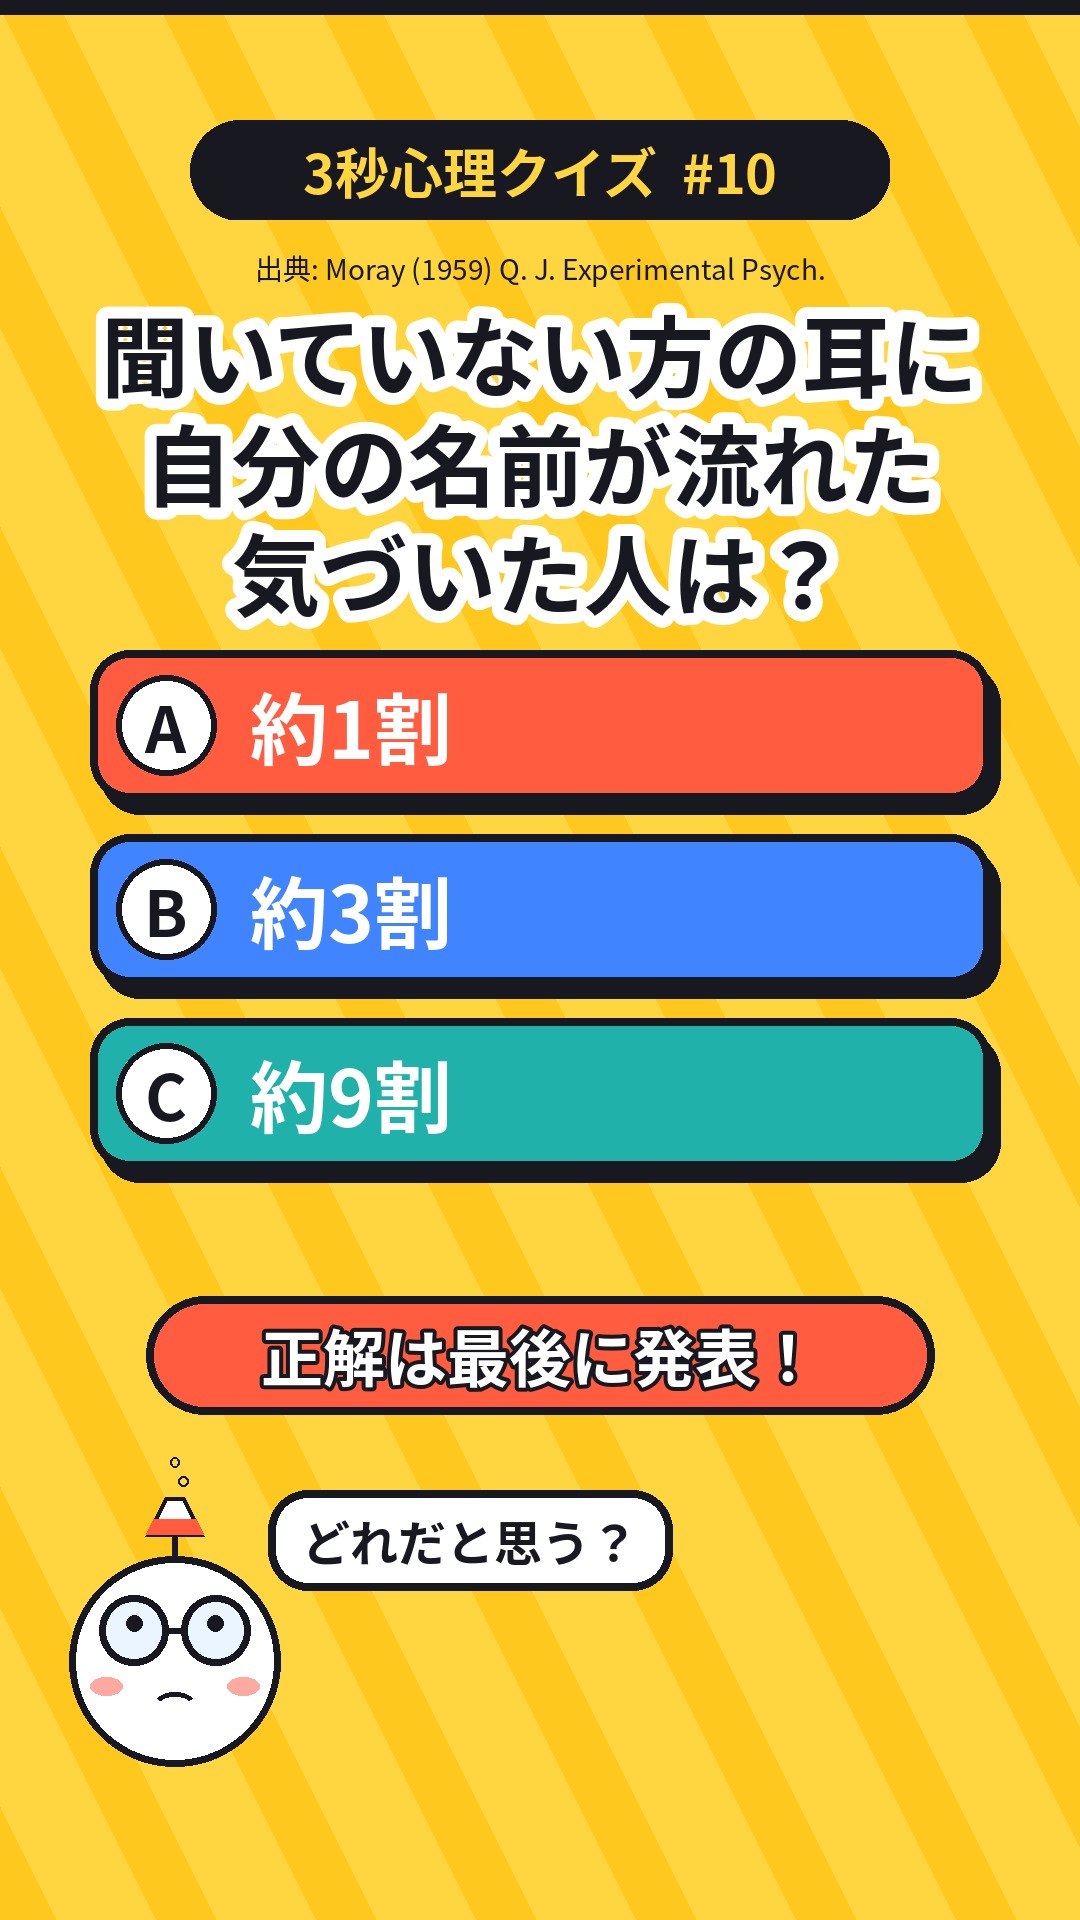 3秒心理クイズ #10
出典: Moray (1959) Q. J. Experimental Psych.
聞いていない方の耳に
自分の名前が流れた
気づいた人は？
A 約1割
B 約3割
C 約9割
正解は最後に発表！
どれだと思う？